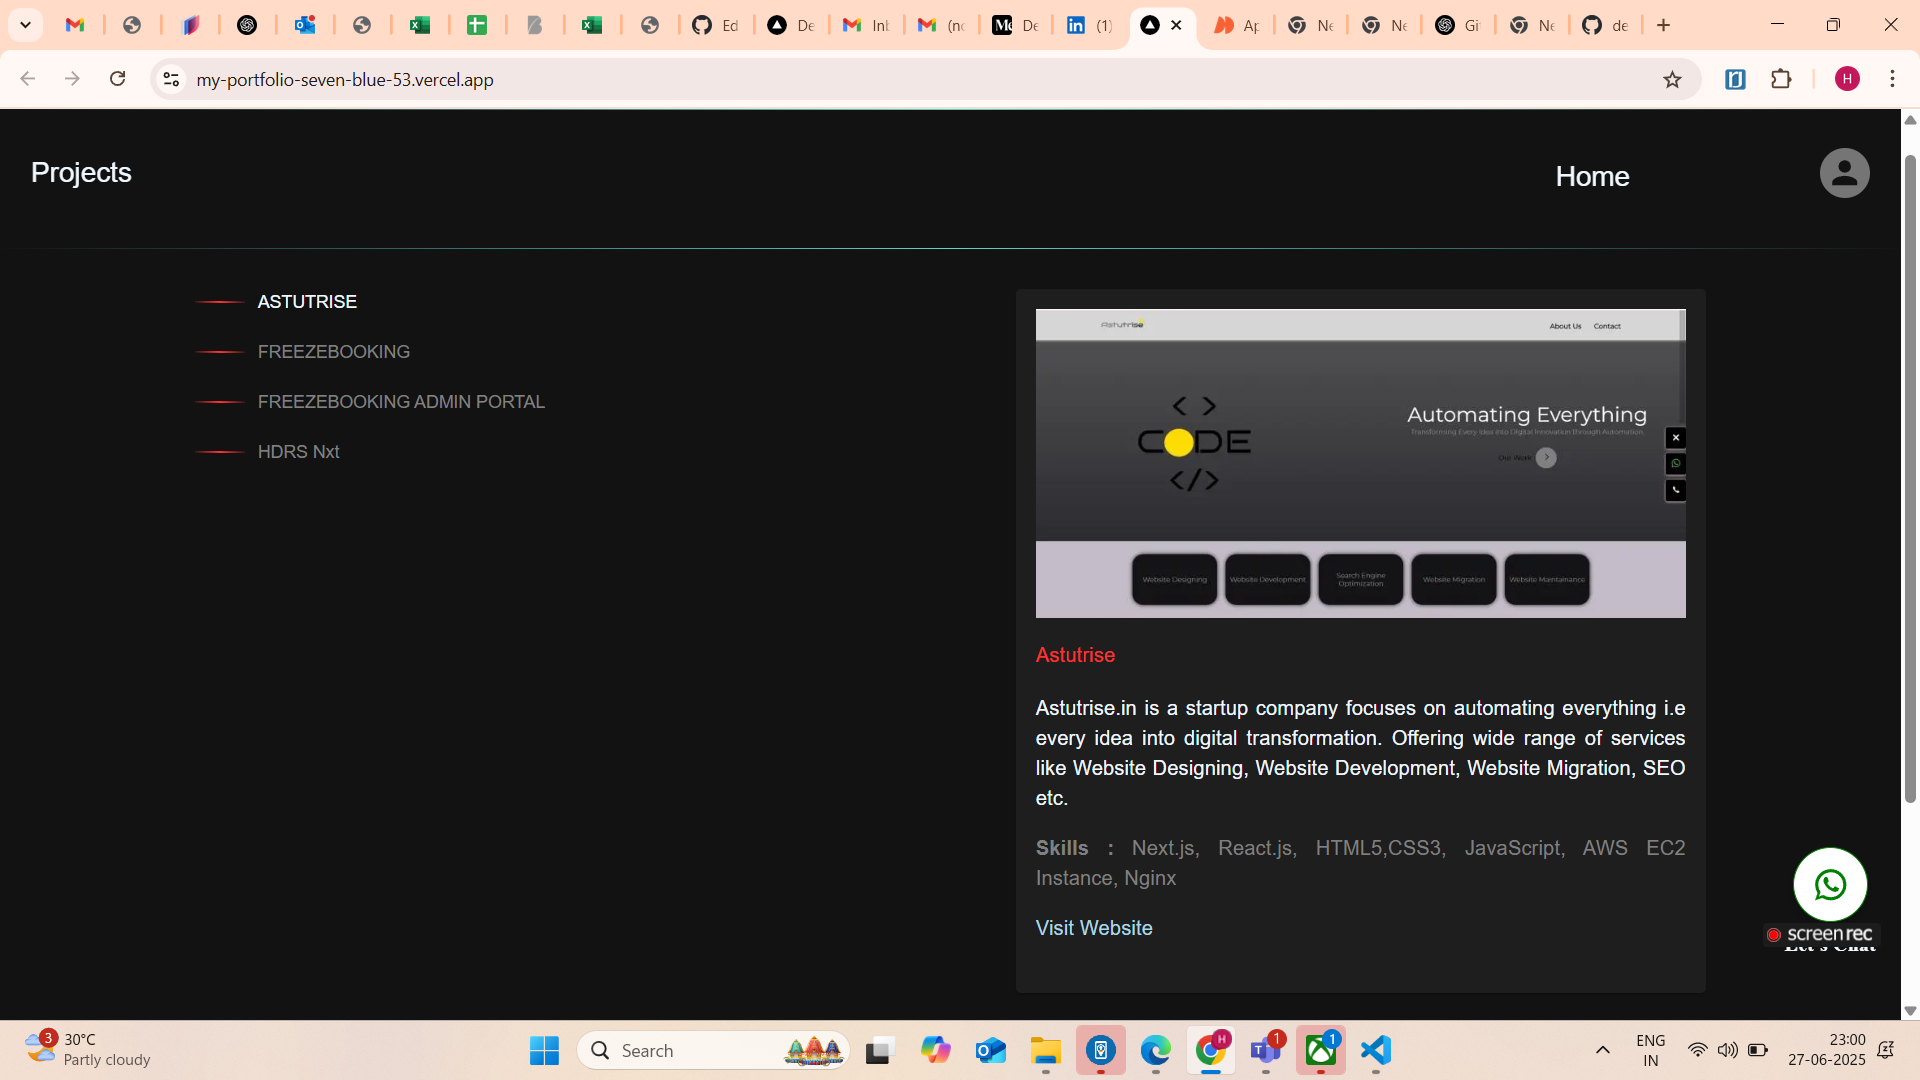 Ed
De
Inb
(no
De
(1)
Ap
Ne
Ne
Gi
Ne
de
my-portfolio-seven-blue-53.vercel.app
H
Projects
Home
ASTUTRISE
FREEZEBOOKING
FREEZEBOOKING ADMIN PORTAL
HDRS Nxt
Astutrise
About Us Contact
< >
CODE
</>
Automating Everything
Transforming Every Idea into Digital Innovation through Automation
Our Work
Website Designing
Website Development
Search Engine
Optimization
Website Migration
Website Maintainance
Astutrise
Astutrise.in is a startup company focuses on automating everything i.e
every idea into digital transformation. Offering wide range of services
like Website Designing, Website Development, Website Migration, SEO
etc.
Skills : Next.js, React.js, HTML5,CSS3, JavaScript, AWS EC2
Instance, Nginx
Visit Website
screenrec
Let's Chat
3
30°C
Partly cloudy
Search
H
1
1
ENG
IN
23:00
27-06-2025